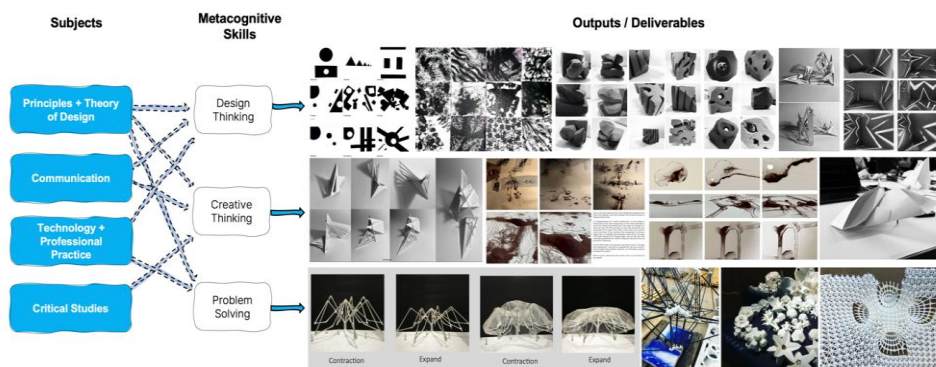 Subjects
Metacognitive
Skills
Outputs / Deliverables
Principles + Theory
of Design
Design
Thinking
Communication
Creative
Thinking
Technology +
Professional
Practice
Critical Studies
Problem
Solving
Contraction
Expand
Contraction
Expand